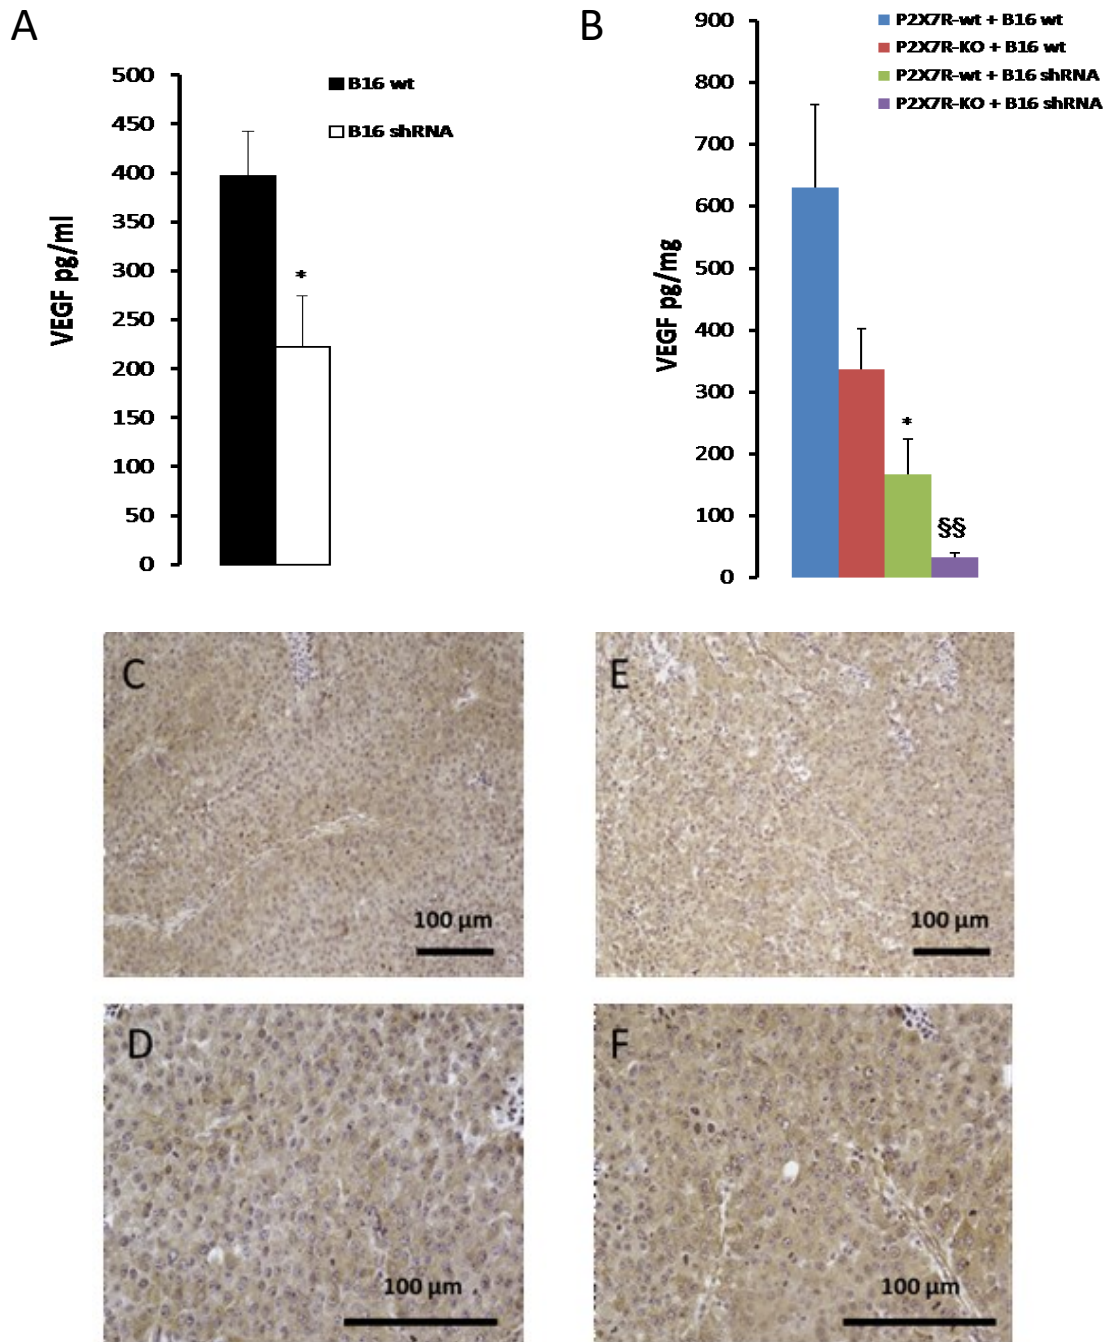 A
B16 wt
B16 shRNA
500
450
400
350
300
250
200
150
100
50
0
VEGF pg/ml
*
B
P2X7R-wt + B16 wt
P2X7R-KO + B16 wt
P2X7R-wt + B16 shRNA
P2X7R-KO + B16 shRNA
900
800
700
600
500
400
300
200
100
0
VEGF pg/mg
*
§§
C
100 µm
E
100 µm
D
100 µm
F
100 µm